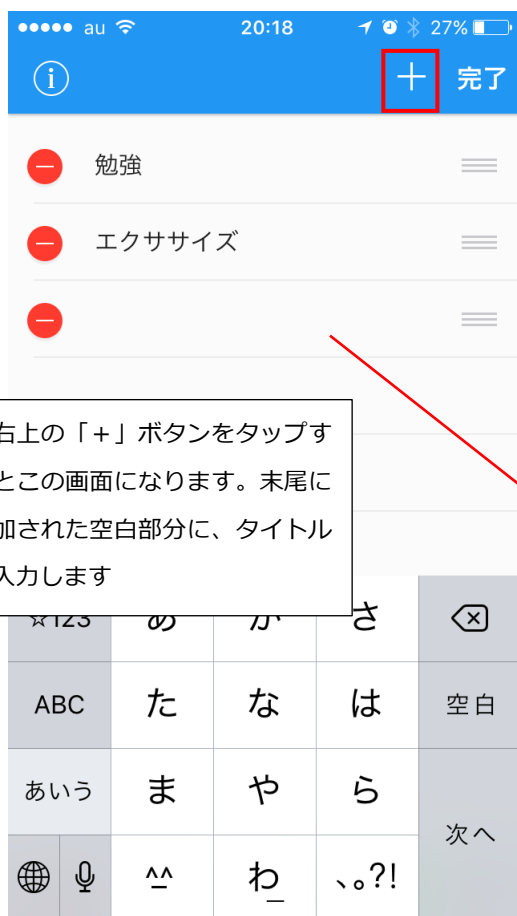 au 20:18 27%
i + 完了
勉強
エクササイズ
右上の「+」ボタンをタップす
とこの画面になります。末尾に
加された空白部分に、タイトル
入力します
☆123 あ か さ
ABC た な は 空白
あいう ま や ら
次へ
^^ わ 、。?!